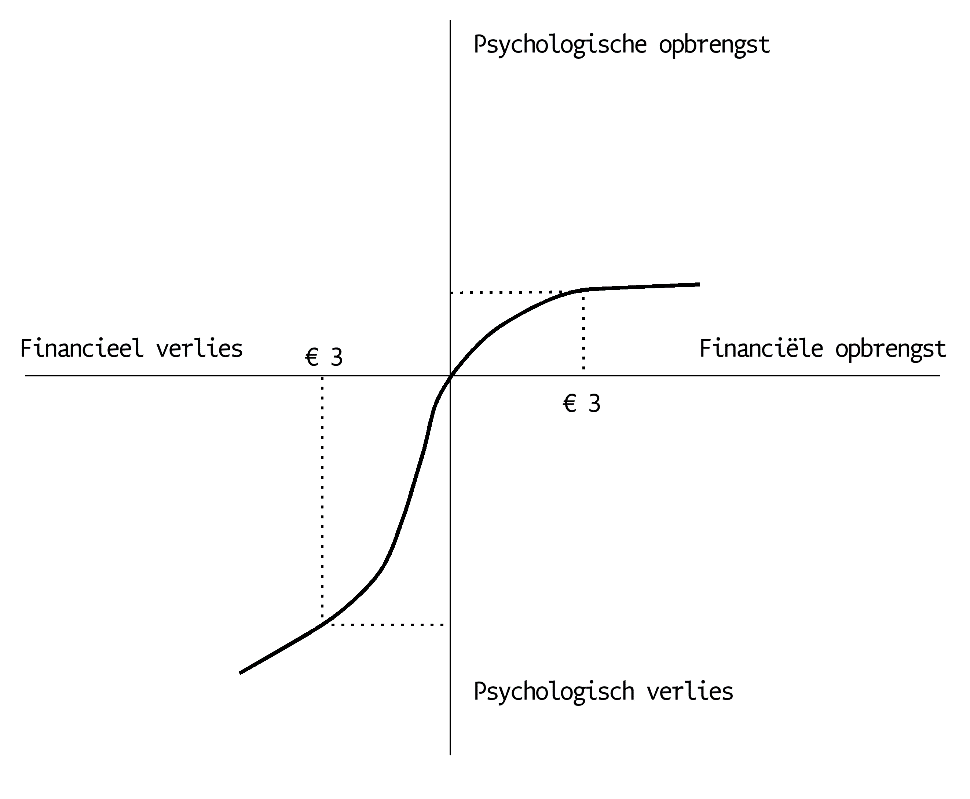 Psychologische opbrengst
Financieel verlies
€ 3
Financiële opbrengst
€ 3
Psychologisch verlies